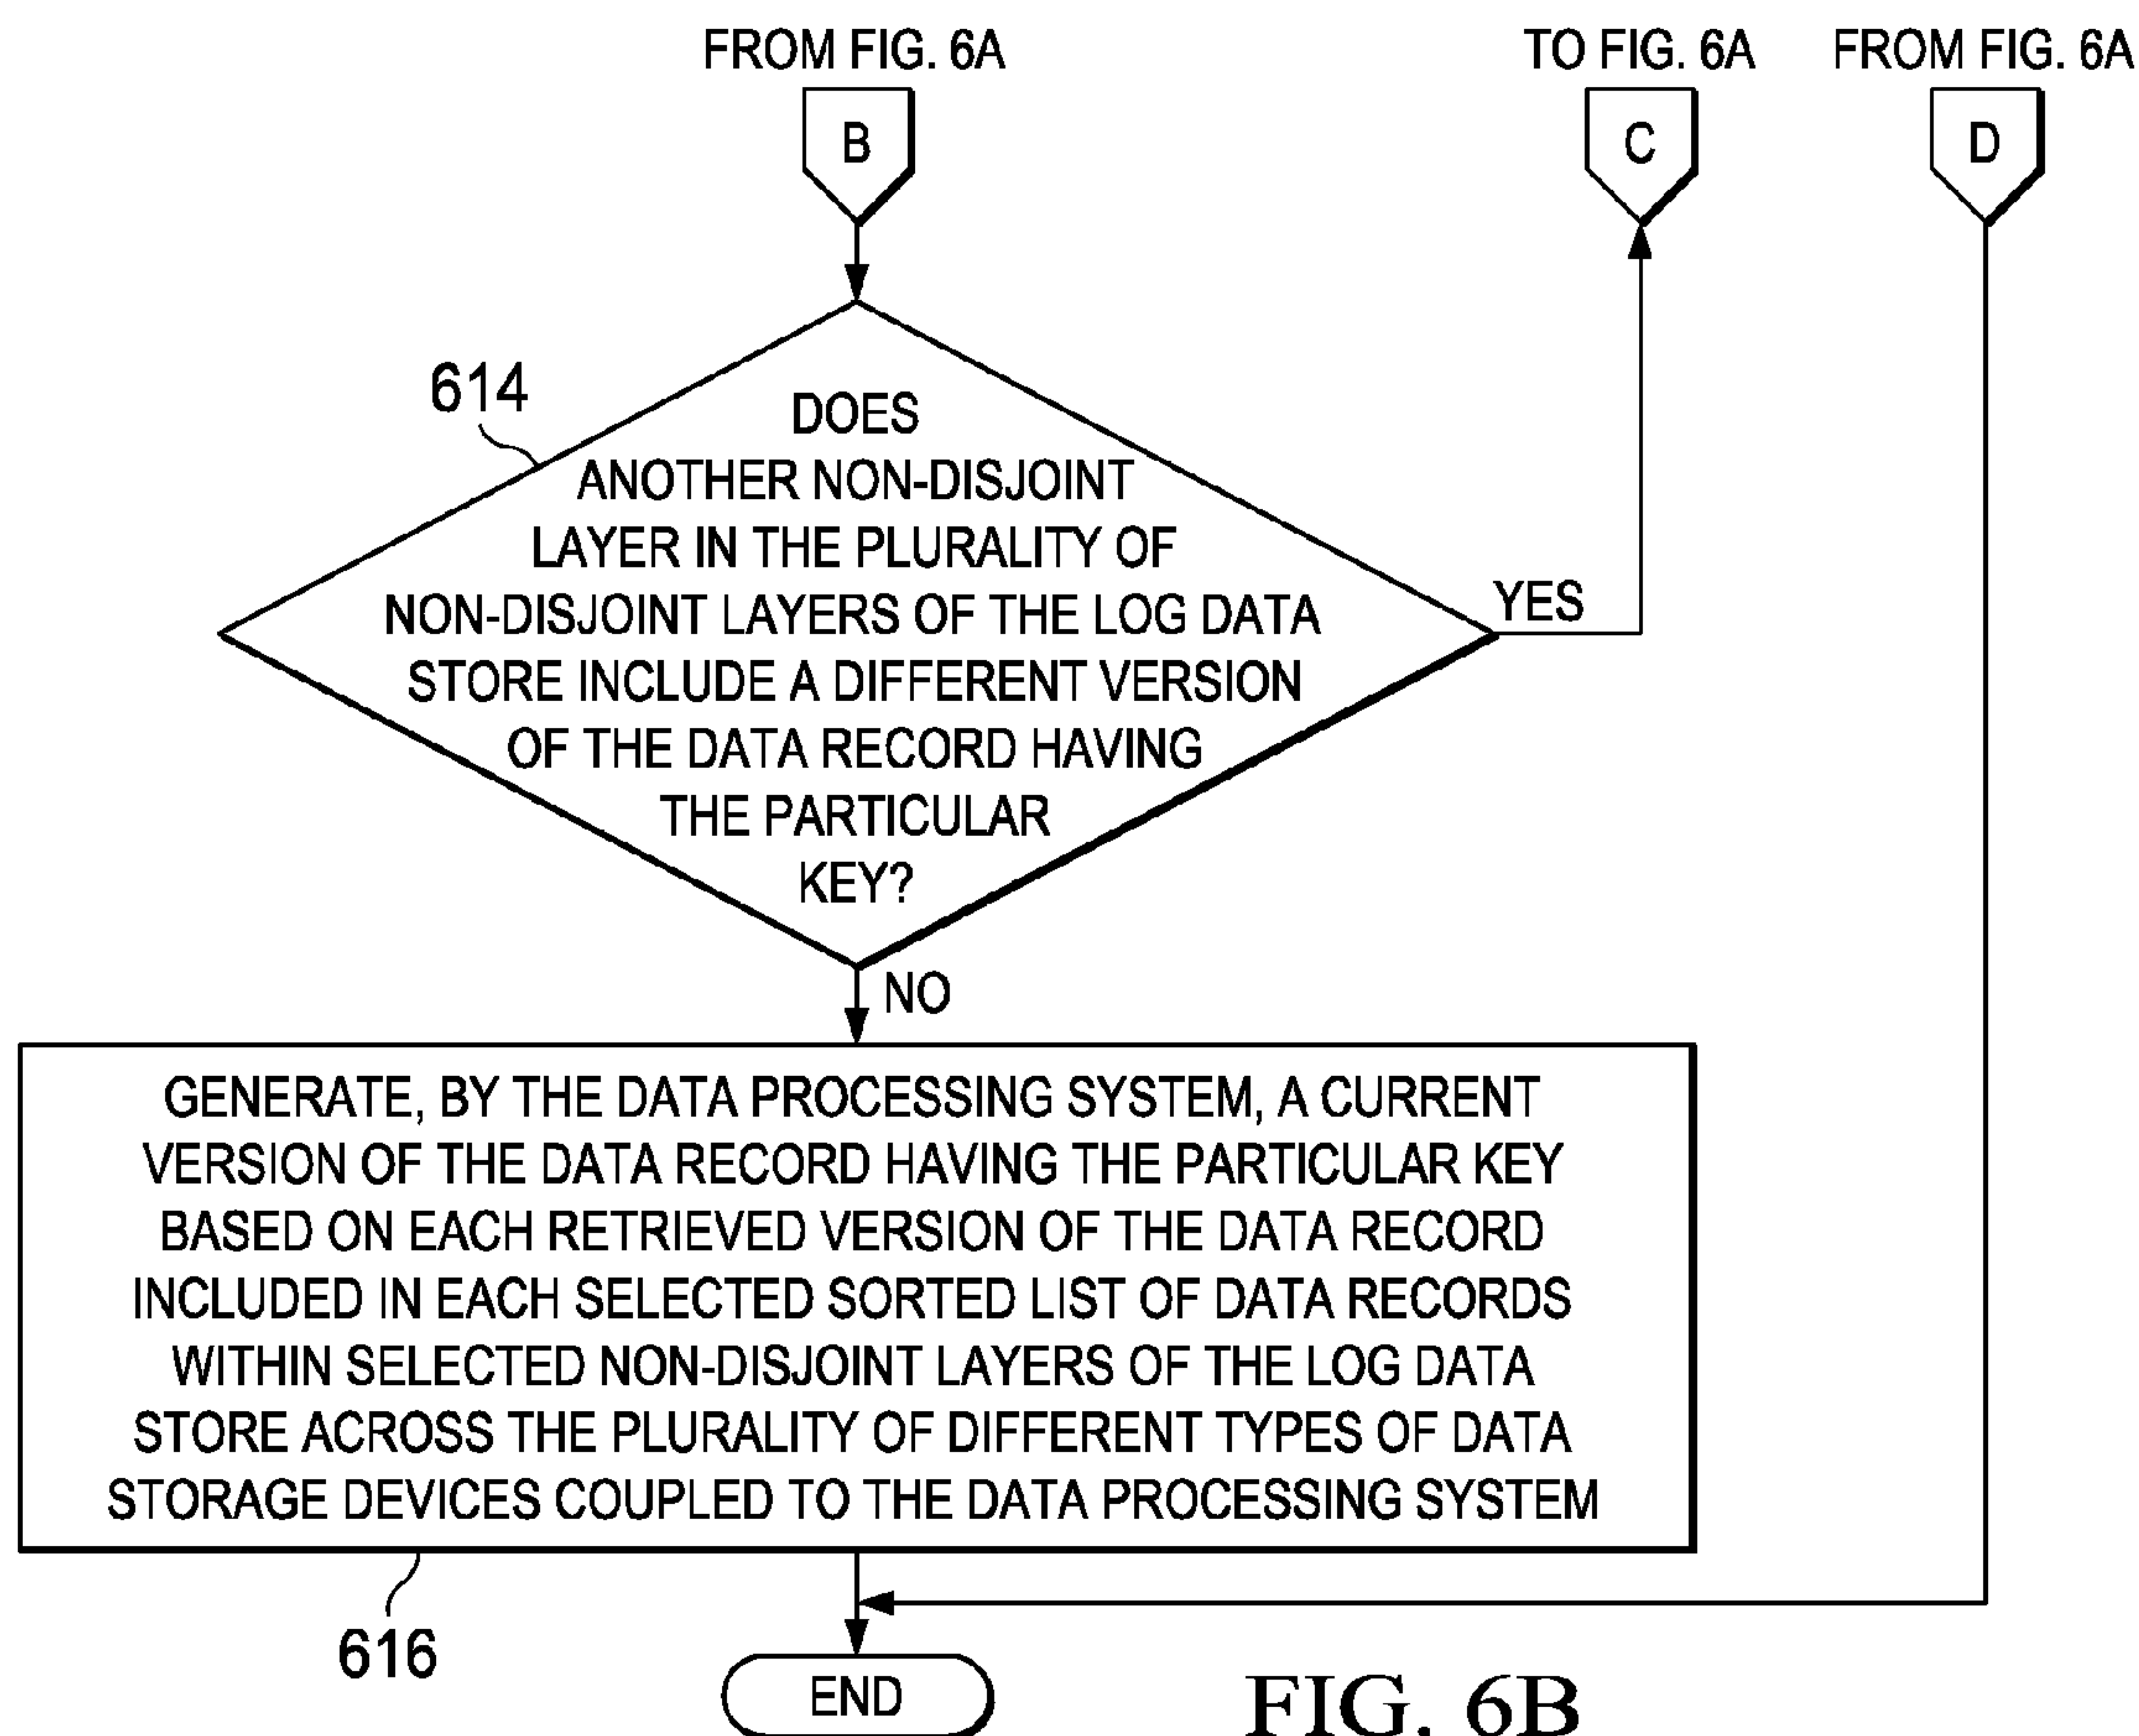 FROM FIG. 6A
TO FIG. 6A
FROM FIG. 6A
B
C
D
614
DOES
ANOTHER NON-DISJOINT
LAYER IN THE PLURALITY OF
NON-DISJOINT LAYERS OF THE LOG DATA
STORE INCLUDE A DIFFERENT VERSION
OF THE DATA RECORD HAVING
THE PARTICULAR
KEY?
YES
NO
GENERATE, BY THE DATA PROCESSING SYSTEM, A CURRENT
VERSION OF THE DATA RECORD HAVING THE PARTICULAR KEY
BASED ON EACH RETRIEVED VERSION OF THE DATA RECORD
INCLUDED IN EACH SELECTED SORTED LIST OF DATA RECORDS
WITHIN SELECTED NON-DISJOINT LAYERS OF THE LOG DATA
STORE ACROSS THE PLURALITY OF DIFFERENT TYPES OF DATA
STORAGE DEVICES COUPLED TO THE DATA PROCESSING SYSTEM
616
END
FIG. 6B